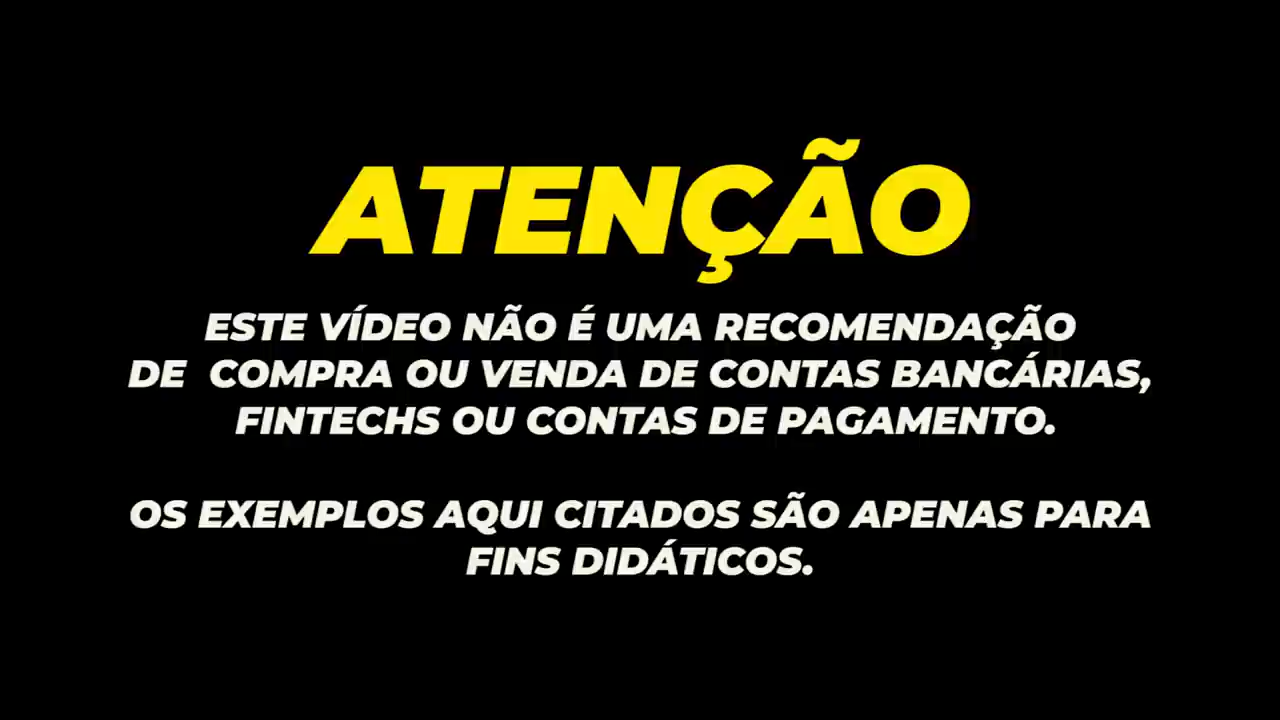 ATENÇÃO
ESTE VÍDEO NÃO É UMA RECOMENDAÇÃO
DE COMPRA OU VENDA DE CONTAS BANCÁRIAS,
FINTECHS OU CONTAS DE PAGAMENTO.
OS EXEMPLOS AQUI CITADOS SÃO APENAS PARA
FINS DIDÁTICOS.